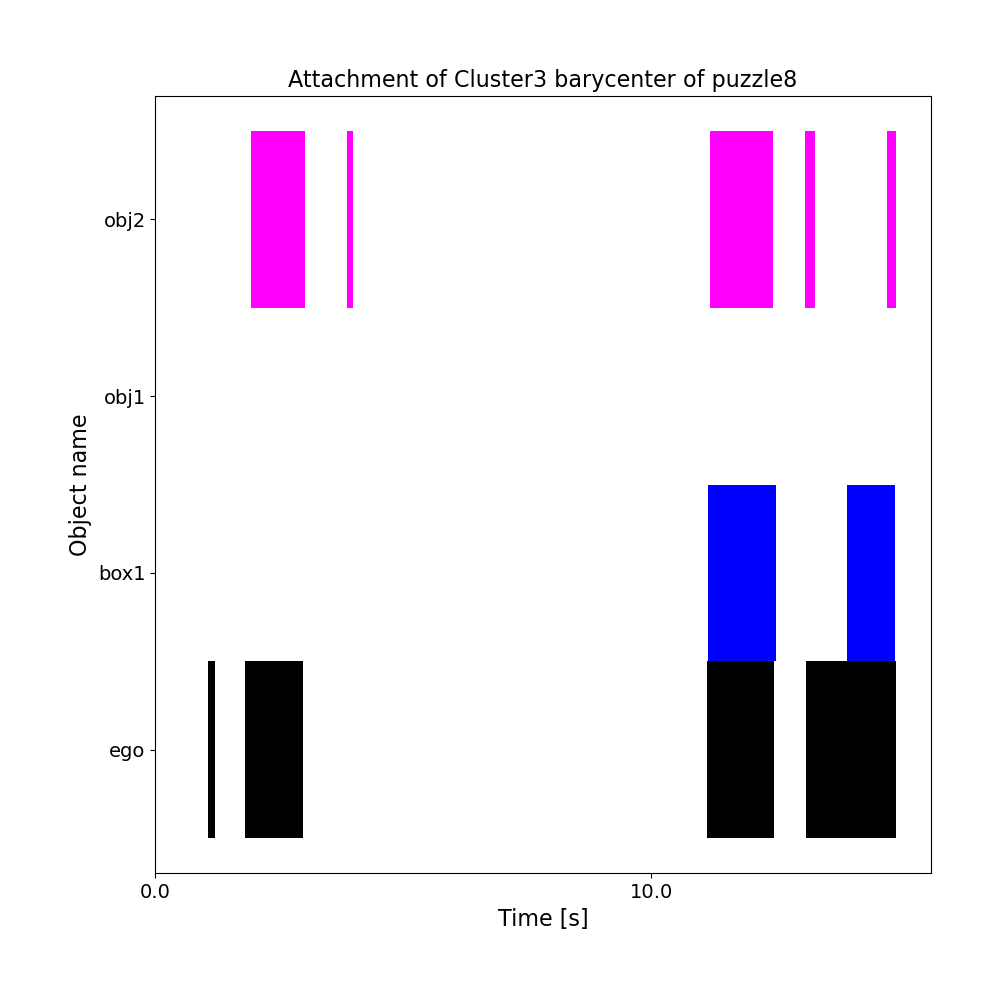 Attachment of Cluster3 barycenter of puzzle8
obj2
obj1
box1
ego
Object name
0.0
10.0
Time [s]